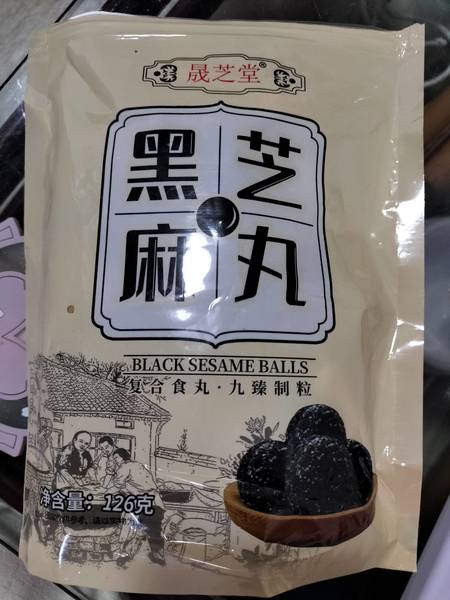 晟芝堂®
黑芝
麻丸
BLACK SESAME BALLS
复合食丸·九臻制粒
净含量：126克